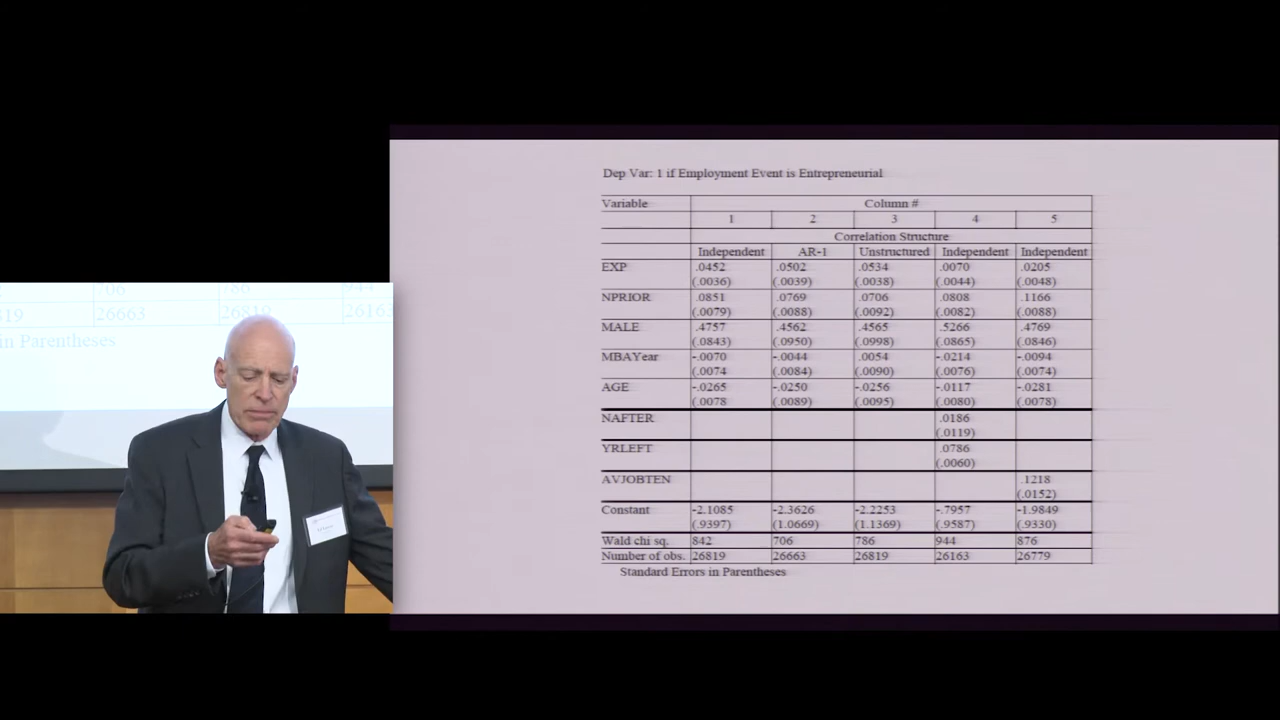 Dep Var: 1 if Employment Event is Entrepreneurial
Variable Column #
1 2 3 4 5
Correlation Structure
Independent AR-1 Unstructured Independent Independent
EXP .0452 .0502 .0534 .0070 .0205
(.0036) (.0039) (.0038) (.0044) (.0048)
NPRIOR .0851 .0769 .0706 .0808 .1166
(.0079) (.0088) (.0092) (.0082) (.0088)
MALE .4757 .4562 .4565 .5266 .4769
(.0843) (.0950) (.0998) (.0865) (.0846)
MBAYear -.0070 -.0044 .0054 -.0214 -.0094
(.0074 (.0084) (.0090) (.0076) (.0074)
AGE -.0265 -.0250 -.0256 -.0117 -.0281
(.0078 (.0089) (.0095) (.0080) (.0078)
NAFTER .0186
(.0119)
YRLEFT .0786
(.0060)
AVJOBTEN .1218
(.0152)
Constant -2.1085 -2.3626 -2.2253 -.7957 -1.9849
(.9397) (1.0669) (1.1369) (.9587) (.9330)
Wald chi sq. 842 706 786 944 876
Number of obs. 26819 26663 26819 26163 26779
Standard Errors in Parentheses
706 786 944
819 26663 26819 26163
in Parentheses